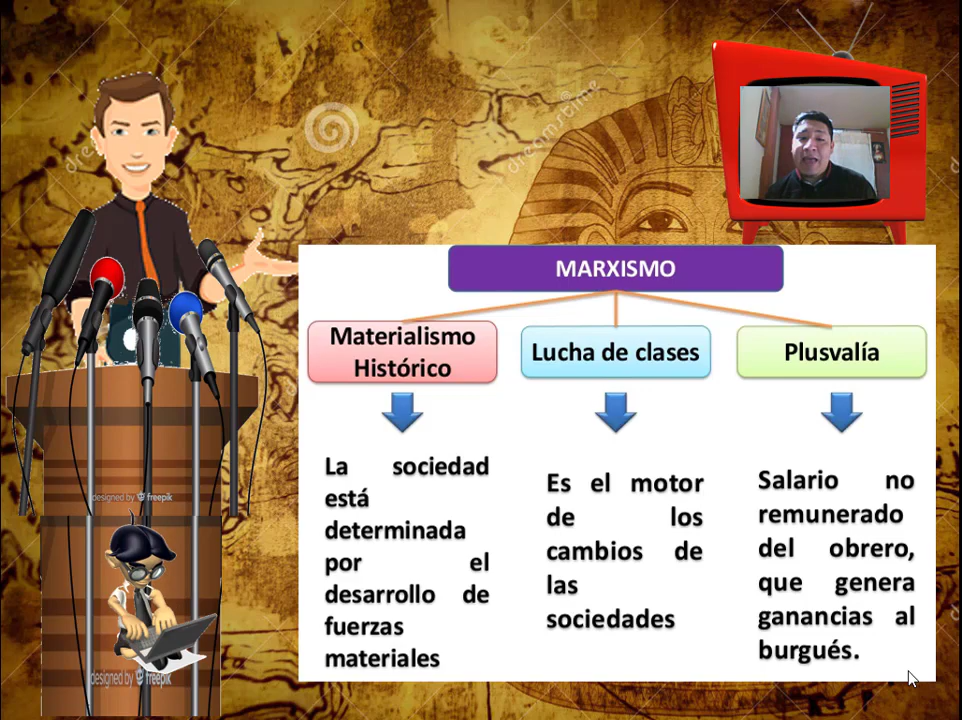 dreamstime
MARXISMO
Materialismo
Histórico
Lucha de clases
Plusvalía
La sociedad
está
determinada
por el
desarrollo de
fuerzas
materiales
Es el motor
de los
cambios de
las
sociedades
Salario no
remunerado
del obrero,
que genera
ganancias al
burgués.
designed by freepik
designed by freepik